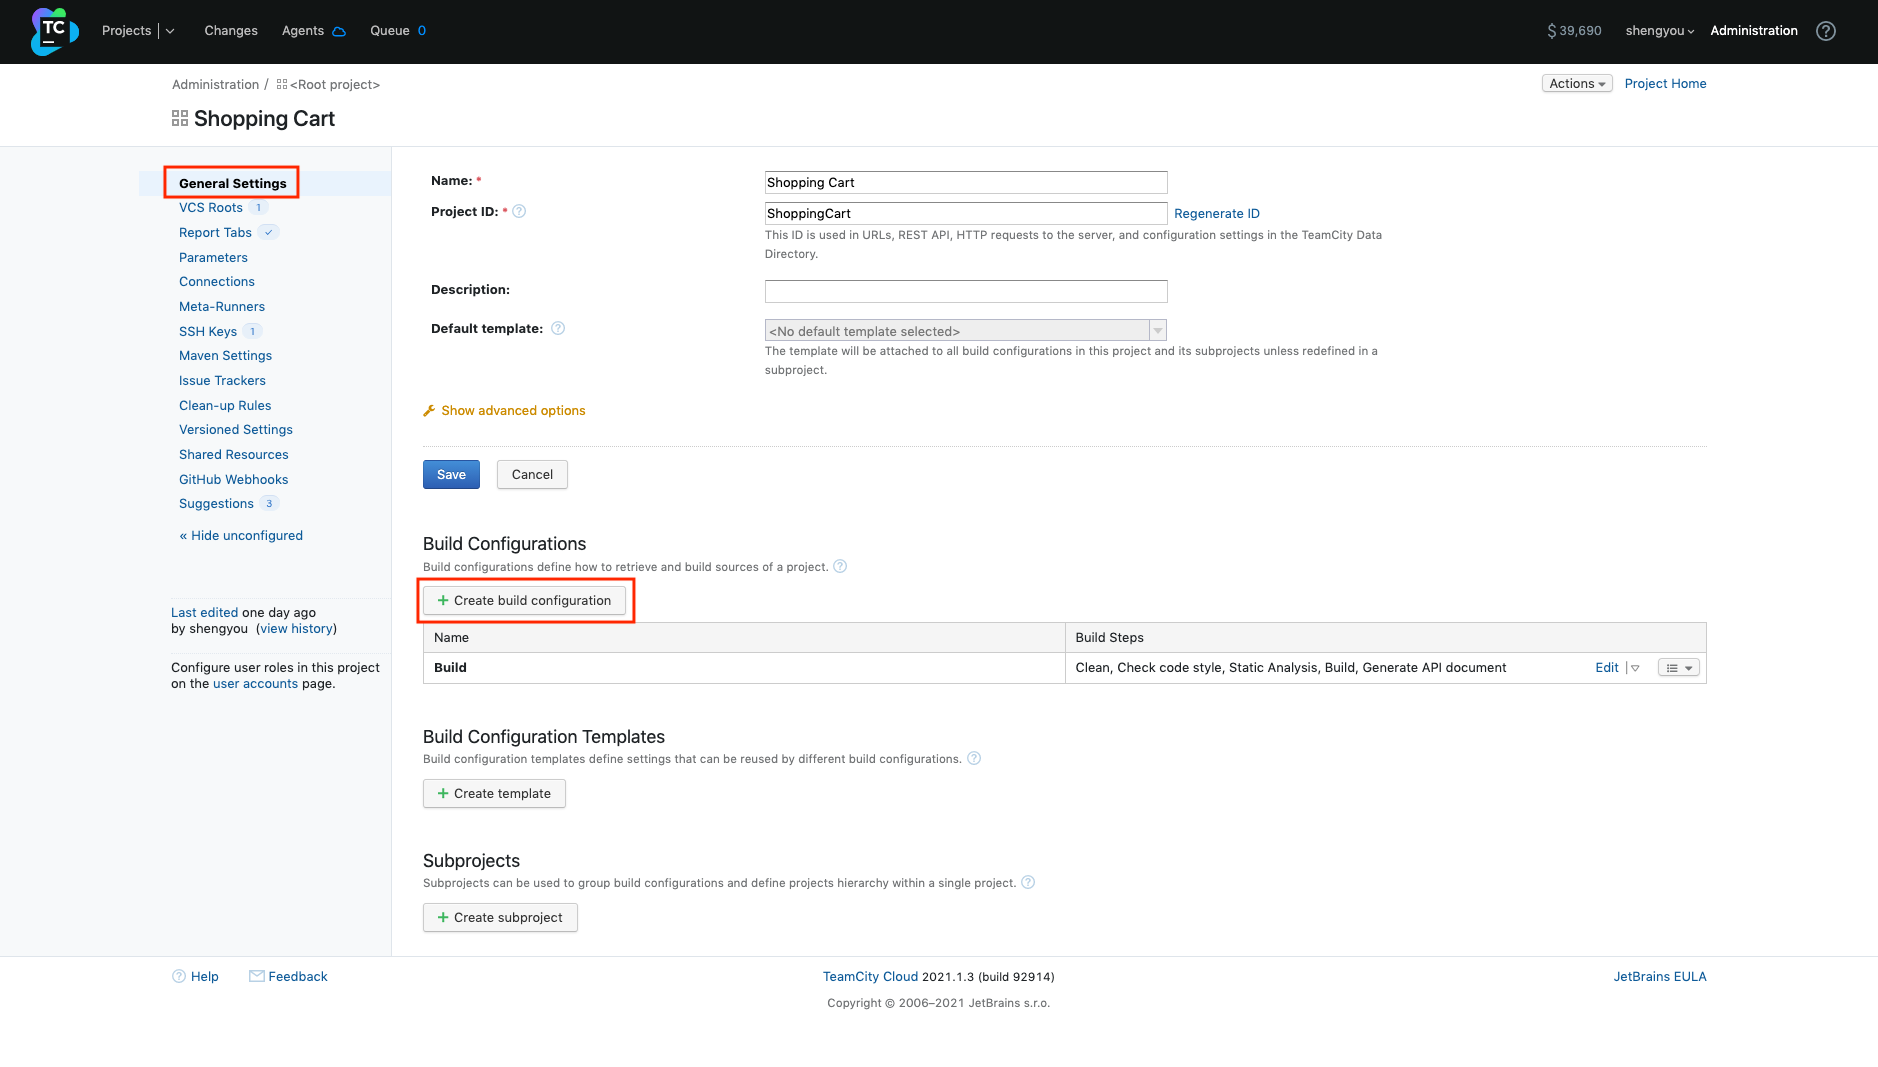 TC
Projects
Changes
Agents
Queue 0
$ 39,690
shengyou
Administration
Administration / <Root project>
Actions
Project Home
Shopping Cart
General Settings
VCS Roots 1
Report Tabs
Parameters
Connections
Meta-Runners
SSH Keys 1
Maven Settings
Issue Trackers
Clean-up Rules
Versioned Settings
Shared Resources
GitHub Webhooks
Suggestions 3
« Hide unconfigured
Last edited one day ago
by shengyou (view history)
Configure user roles in this project
on the user accounts page.
Name: *
Shopping Cart
Project ID: *
ShoppingCart
Regenerate ID
This ID is used in URLs, REST API, HTTP requests to the server, and configuration settings in the TeamCity Data
Directory.
Description:
Default template:
<No default template selected>
The template will be attached to all build configurations in this project and its subprojects unless redefined in a
subproject.
Show advanced options
Save
Cancel
Build Configurations
Build configurations define how to retrieve and build sources of a project.
+ Create build configuration
Name
Build Steps
Build
Clean, Check code style, Static Analysis, Build, Generate API document
Edit
Build Configuration Templates
Build configuration templates define settings that can be reused by different build configurations.
+ Create template
Subprojects
Subprojects can be used to group build configurations and define projects hierarchy within a single project.
+ Create subproject
Help
Feedback
TeamCity Cloud 2021.1.3 (build 92914)
JetBrains EULA
Copyright © 2006–2021 JetBrains s.r.o.